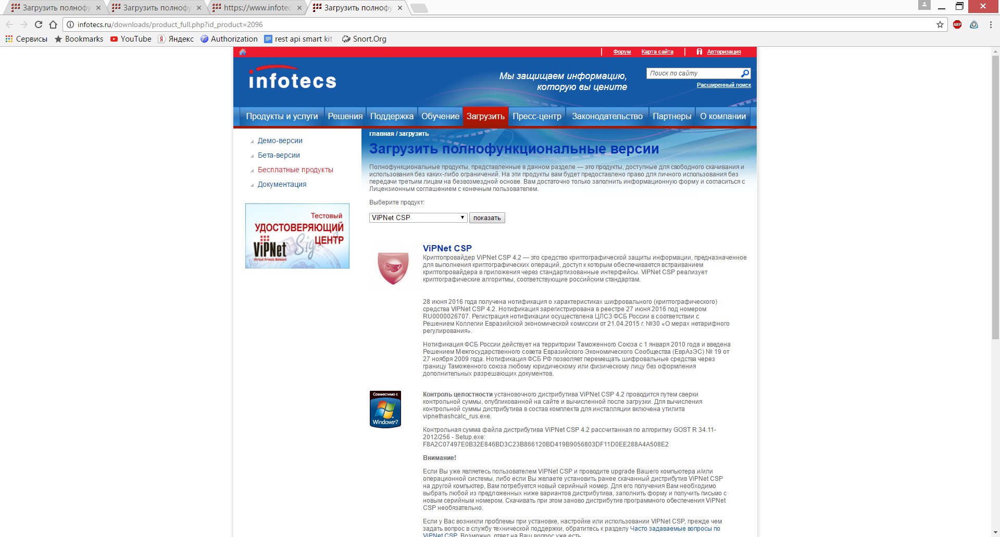 Загрузить полнофу
Загрузить полнофу
https://www.infotec
Загрузить полнофу
infotecs.ru/downloads/product_full.php?id_product=2096
ABP
Сервисы Bookmarks YouTube Яндекс Authorization rest api smart kit Snort.Org
Форум Карта сайта Авторизация
infotecs
Мы защищаем информацию,
которую вы цените
Поиск по сайту
Расширенный поиск
Продукты и услуги Решения Поддержка Обучение Загрузить Пресс-центр Законодательство Партнеры О компании
Демо-версии
Бета-версии
Бесплатные продукты
Документация
Тестовый
УДОСТОВЕРЯЮЩИЙ
ЦЕНТР
ViPNet
Virtual Private Network
главная / загрузить
Загрузить полнофункциональные версии
Полнофункциональные продукты, представленные в данном разделе — это продукты, доступные для свободного скачивания и
использования без каких-либо ограничений. На эти продукты вам будет предоставлено право для личного использования без
передачи третьим лицам на безвозмездной основе. Вам достаточно только заполнить информационную форму и согласиться с
Лицензионным соглашением с конечным пользователем.
Выберите продукт:
ViPNet CSP показать
ViPNet CSP
Криптопровайдер ViPNet CSP 4.2 — это средство криптографической защиты информации, предназначенное
для выполнения криптографических операций, доступ к которым обеспечивается встраиванием
криптопровайдера в приложения через стандартизованные интерфейсы. ViPNet CSP реализует
криптографические алгоритмы, соответствующие российским стандартам.
28 июня 2016 года получена нотификация о характеристиках шифровального (криптографического)
средства ViPNet CSP 4.2. Нотификация зарегистрирована в реестре 27 июня 2016 под номером
RU0000026707. Регистрация нотификации осуществлена ЦЛСЗ ФСБ России в соответствии с
Решением Коллегии Евразийской экономической комиссии от 21.04.2015 г. №30 «О мерах нетарифного
регулирования».
Нотификация ФСБ России действует на территории Таможенного Союза с 1 января 2010 года и введена
Решением Межгосударственного совета Евразийского Экономического Сообщества (ЕврАзЭС) № 19 от
27 ноября 2009 года. Нотификация ФСБ РФ позволяет перемещать шифровальные средства через
границу Таможенного союза любому юридическому или физическому лицу без оформления
дополнительных разрешающих документов.
Совместимо с
Windows 7
Контроль целостности установочного дистрибутива ViPNet CSP 4.2 проводится путем сверки
контрольной суммы, опубликованной на сайте и вычисленной после загрузки. Для вычисления
контрольной суммы дистрибутива в состав комплекта для инсталляции включена утилита
vipnethashcalc_rus.exe.
Контрольная сумма файла дистрибутива ViPNet CSP 4.2 рассчитанная по алгоритму GOST R 34.11-
2012/256 - Setup.exe:
F8A2C07497E0B32E846BD3C23B866120BD419B9056803DF11D0EE288A4A508E2
Внимание!
Если Вы уже являетесь пользователем ViPNet CSP и проводите upgrade Вашего компьютера и/или
операционной системы, либо если Вы желаете установить ранее скачанный дистрибутив ViPNet CSP
на другой компьютер, Вам потребуется новый серийный номер. Для его получения Вам необходимо
выбрать любой из предложенных ниже вариантов дистрибутива, заполнить форму и получить письмо с
новым серийным номером. Скачивать при этом заново дистрибутив программного обеспечения ViPNet
CSP необязательно.
Если у Вас возникли проблемы при установке, настройке или использовании ViPNet CSP, прежде чем
задать вопрос в службу технической поддержки, обратитесь к разделу Часто задаваемые вопросы по
ViPNet CSP. Возможно, ответ на Ваш вопрос уже есть.